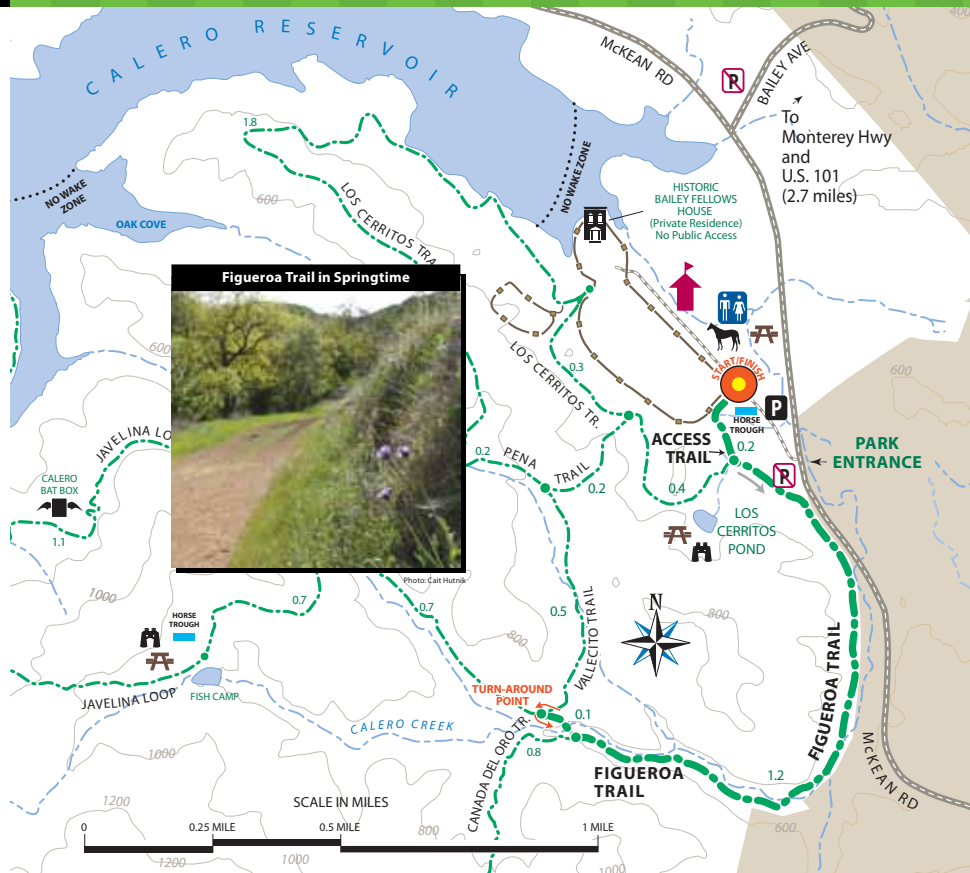 CALERO RESERVOIR
McKEAN RD
BAILEY AVE
P
To
Monterey Hwy
and
U.S. 101
(2.7 miles)
400
NO WAKE
ZONE
OAK COVE
1.8
600
LOS CERRITOS TRA
NO WAKE ZONE
HISTORIC
BAILEY FELLOWS
HOUSE
(Private Residence)
No Public Access
Figueroa Trail in Springtime
600
START/FINISH
P
HORSE
TROUGH
600
LOS CERRITOS TR.
0.3
ACCESS
TRAIL
0.2
PARK
ENTRANCE
P
JAVELINA LO
CALERO
BAT BOX
1.1
0.2
PENA
TRAIL
0.2
0.4
LOS
CERRITOS
POND
Photo: Cait Hutnik
1000
HORSE
TROUGH
0.7
0.7
0.5
800
VALLECITO TRAIL
N
800
FIGUEROA TRAIL
JAVELINA LOOP
FISH CAMP
TURN-AROUND
POINT
0.1
CALERO CREEK
0.8
CANADA DEL ORO TR.
FIGUEROA
TRAIL
1.2
McKEAN RD
1000
1200
SCALE IN MILES
0
0.25 MILE
0.5 MILE
1 MILE
800
600
1200
1000
1000